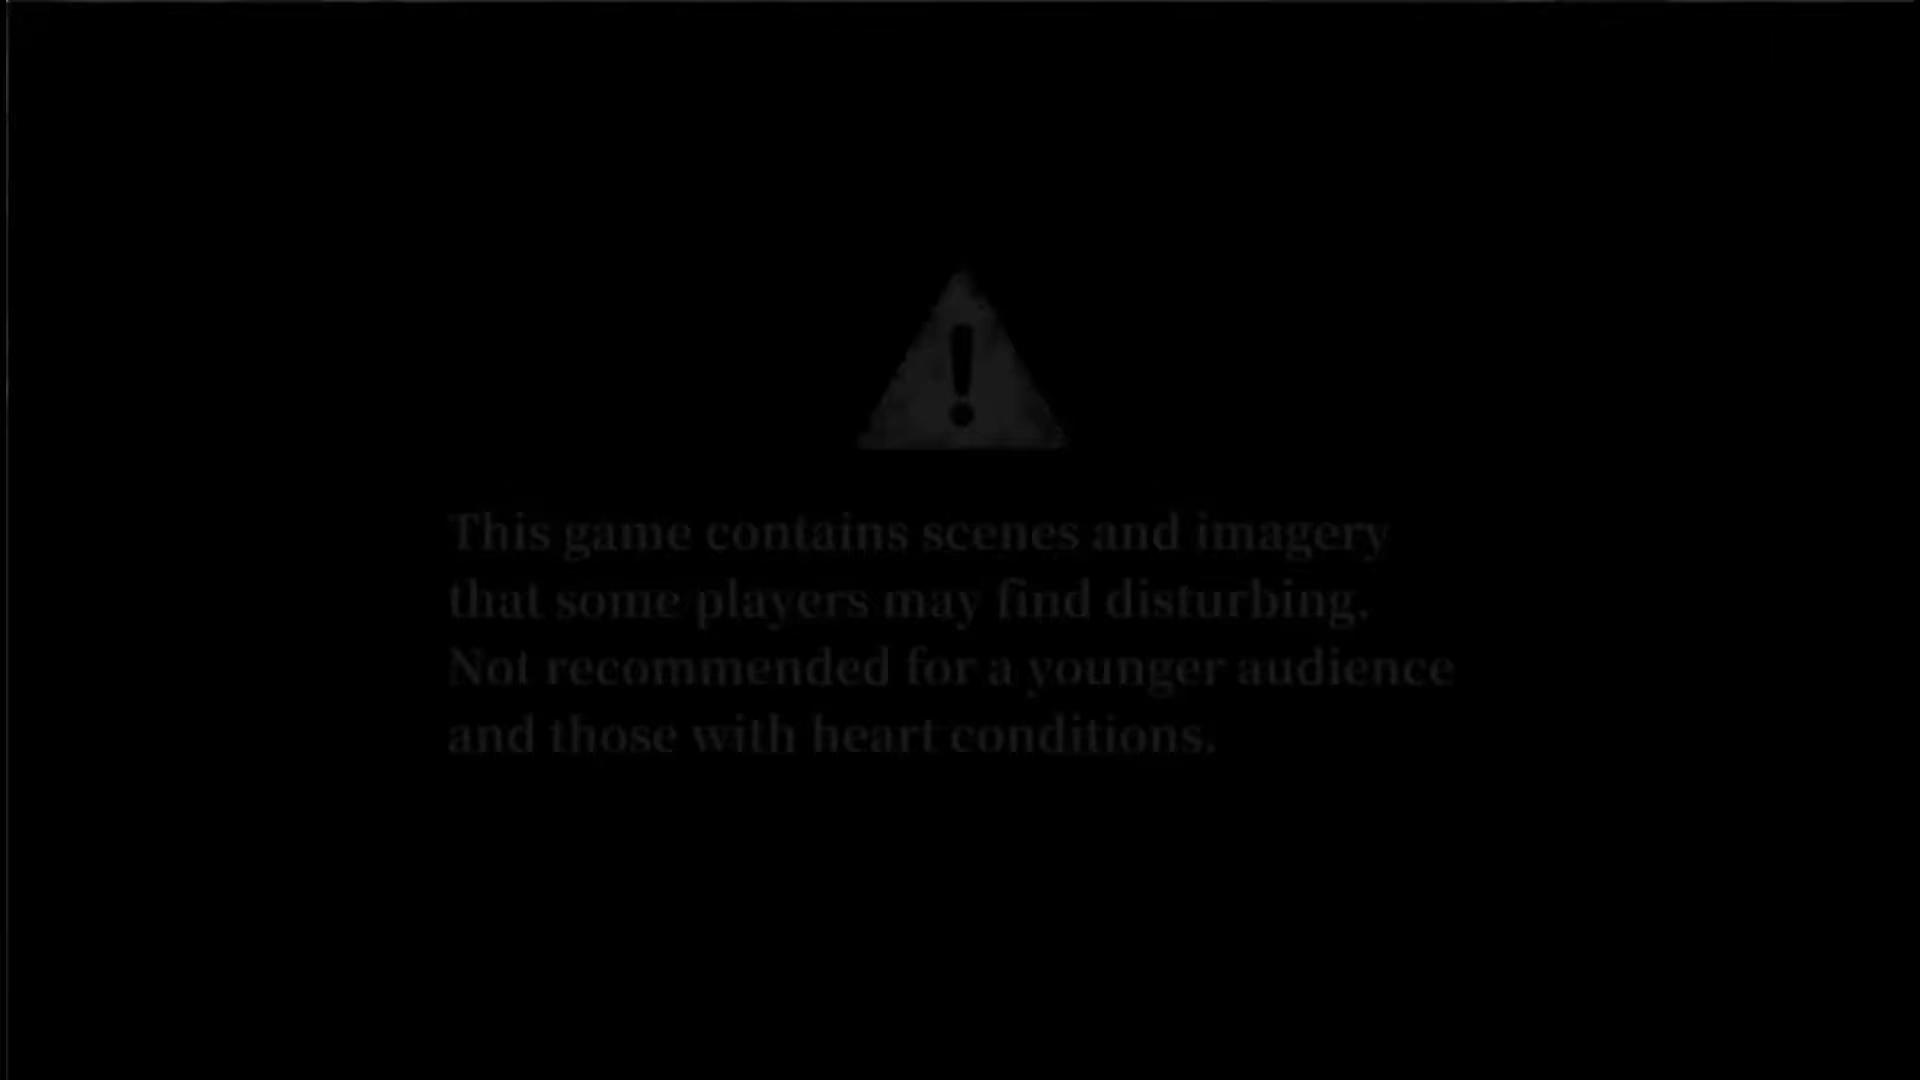 This game contains scenes and imagery
that some players may find disturbing.
Not recommended for a younger audience
and those with heart conditions.